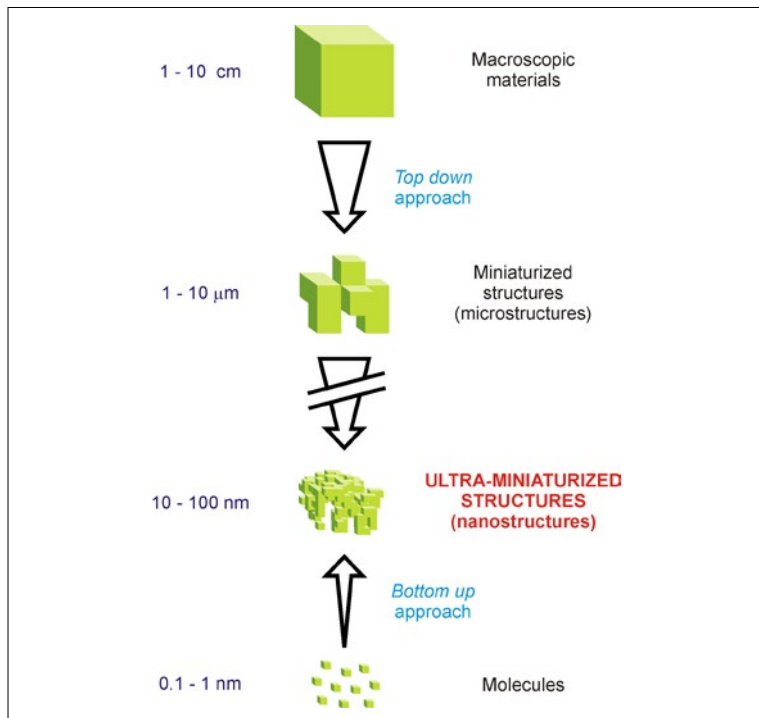 1 - 10 cm
Macroscopic
materials
Top down
approach
1 - 10 μm
Miniaturized
structures
(microstructures)
10 - 100 nm
ULTRA-MINIATURIZED
STRUCTURES
(nanostructures)
Bottom up
approach
0.1 - 1 nm
Molecules